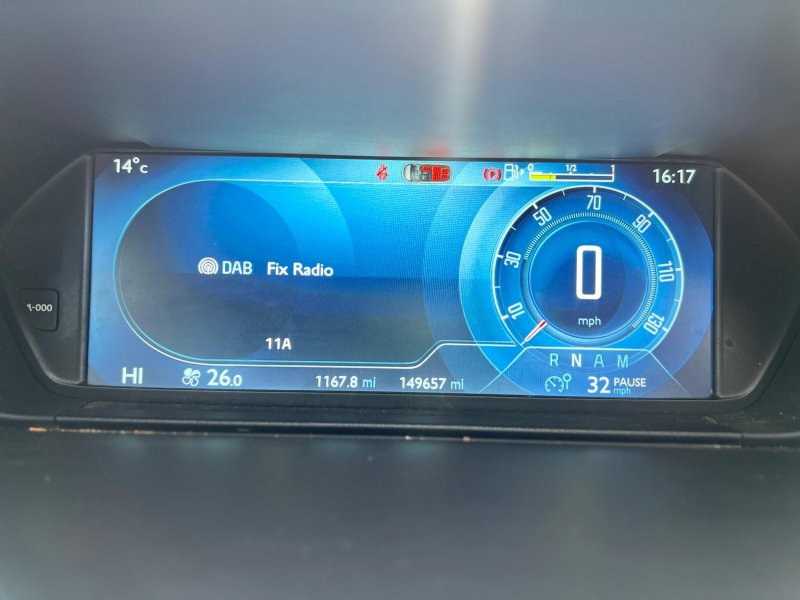 14°C
(P)
0 1/2 1
16:17
DAB Fix Radio
11A
10 30 50 70 90 110 130
0
mph
R N A M
000
HI
26.0
1167.8 mi
149657 mi
32 mph PAUSE